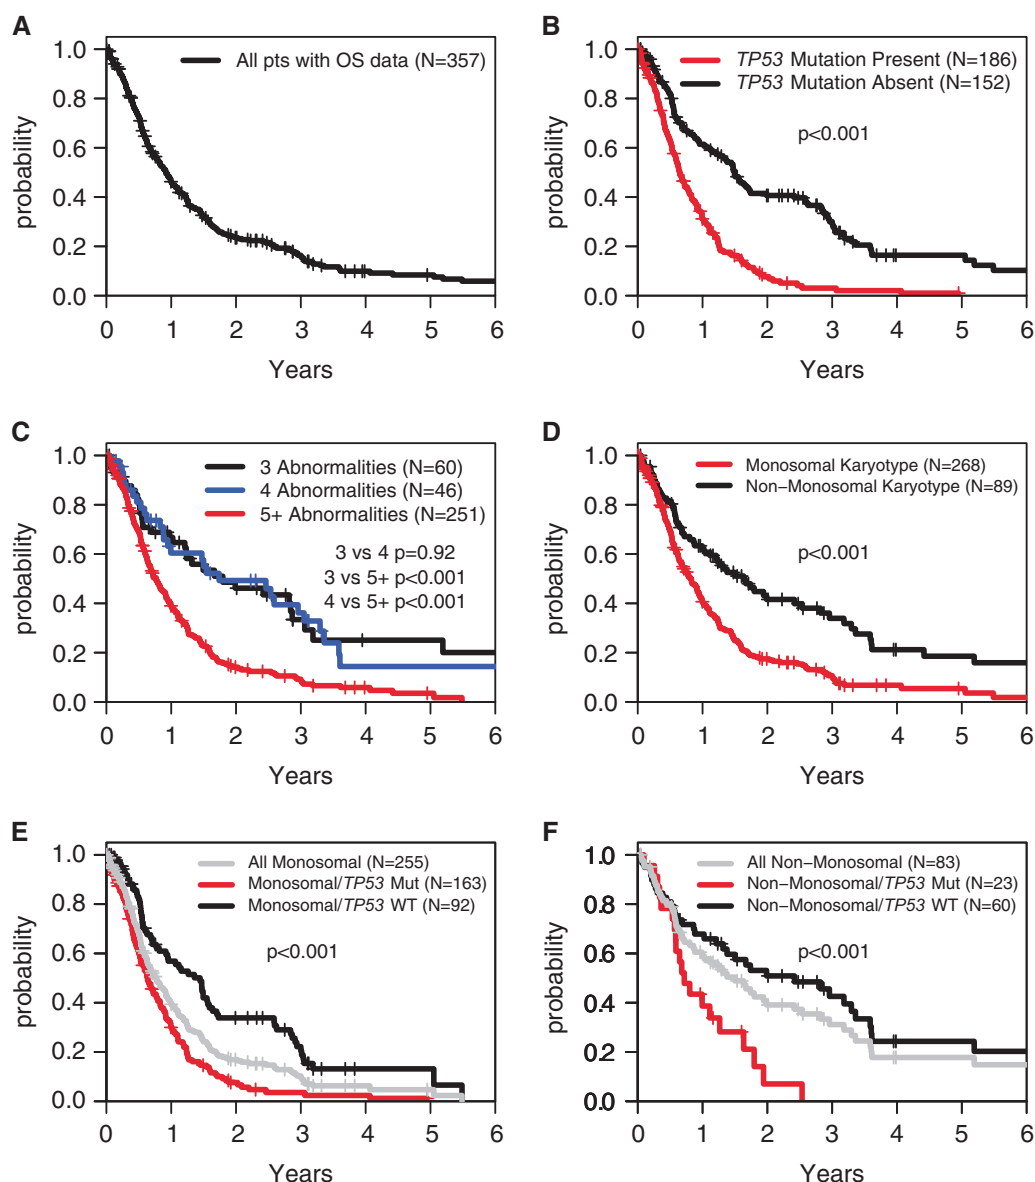 A
1.0
0.8
0.6
0.4
0.2
0.0
probability
All pts with OS data (N=357)
0 1 2 3 4 5 6
Years
B
1.0
0.8
0.6
0.4
0.2
0.0
probability
TP53 Mutation Present (N=186)
TP53 Mutation Absent (N=152)
p<0.001
0 1 2 3 4 5 6
Years
C
1.0
0.8
0.6
0.4
0.2
0.0
probability
3 Abnormalities (N=60)
4 Abnormalities (N=46)
5+ Abnormalities (N=251)
3 vs 4 p=0.92
3 vs 5+ p<0.001
4 vs 5+ p<0.001
0 1 2 3 4 5 6
Years
D
1.0
0.8
0.6
0.4
0.2
0.0
probability
Monosomal Karyotype (N=268)
Non−Monosomal Karyotype (N=89)
p<0.001
0 1 2 3 4 5 6
Years
E
1.0
0.8
0.6
0.4
0.2
0.0
probability
All Monosomal (N=255)
Monosomal/TP53 Mut (N=163)
Monosomal/TP53 WT (N=92)
p<0.001
0 1 2 3 4 5 6
Years
F
1.0
0.8
0.6
0.4
0.2
0.0
probability
All Non−Monosomal (N=83)
Non−Monosomal/TP53 Mut (N=23)
Non−Monosomal/TP53 WT (N=60)
p<0.001
0 1 2 3 4 5 6
Years